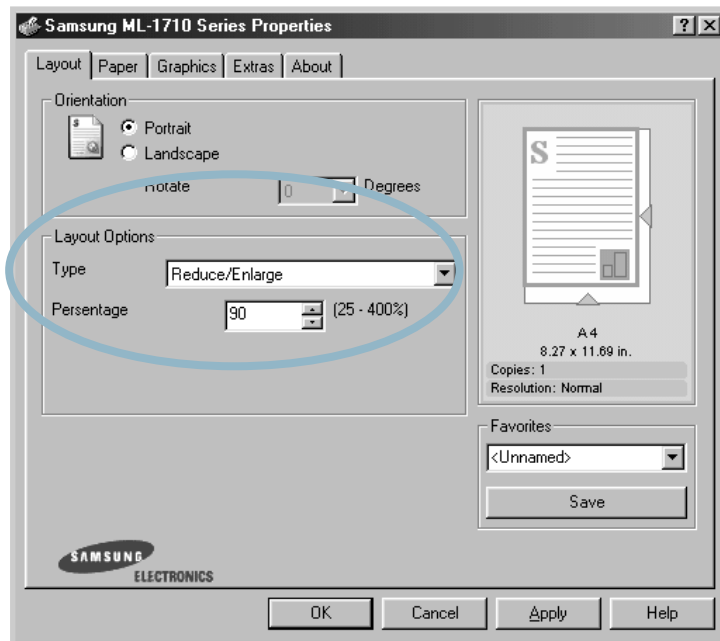 Samsung ML-1710 Series Properties
Layout Paper Graphics Extras About
Orientation
S
Portrait
Landscape
Rotate 0 Degrees
Layout Options
Type Reduce/Enlarge
Persentage 90 (25 - 400%)
S
A4
8.27 x 11.69 in.
Copies: 1
Resolution: Normal
Favorites
<Unnamed>
Save
SAMSUNG
ELECTRONICS
OK Cancel Apply Help